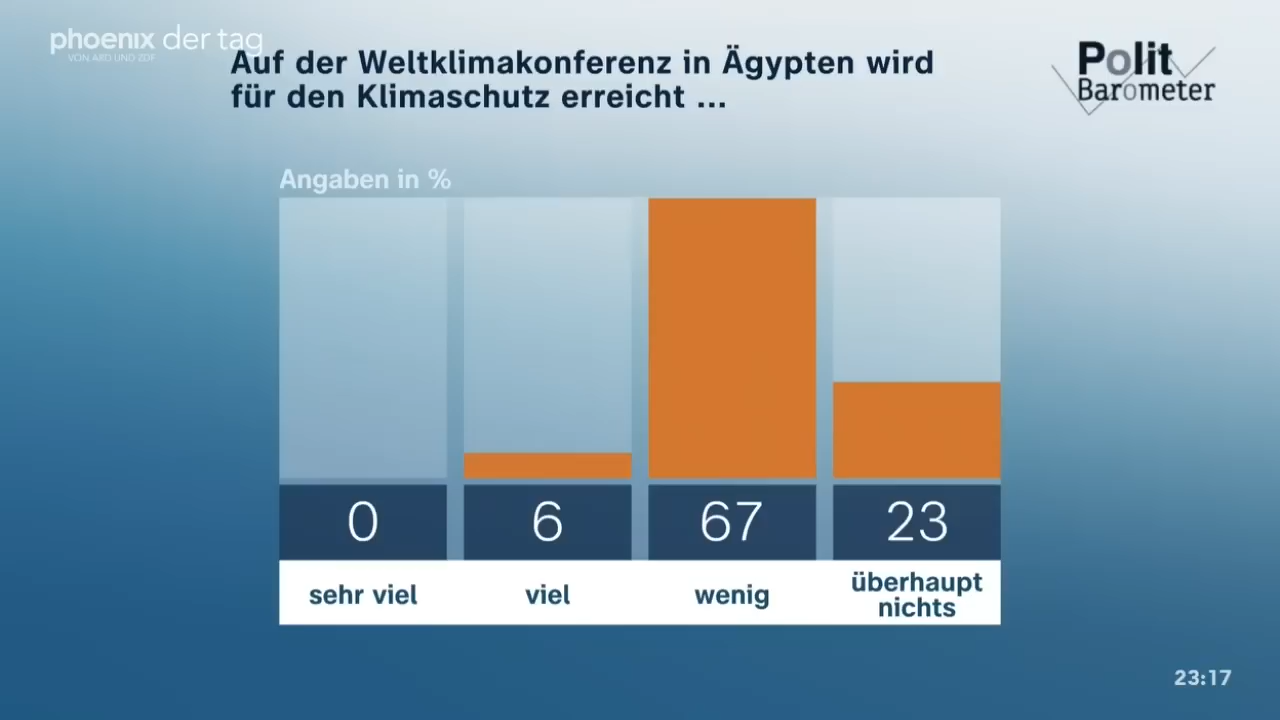 phoenix der tag
VON ARD UND ZDF
Auf der Weltklimakonferenz in Ägypten wird
für den Klimaschutz erreicht ...
Polit
Barometer
Angaben in %
0 6 67 23
sehr viel viel wenig überhaupt
nichts
23:17